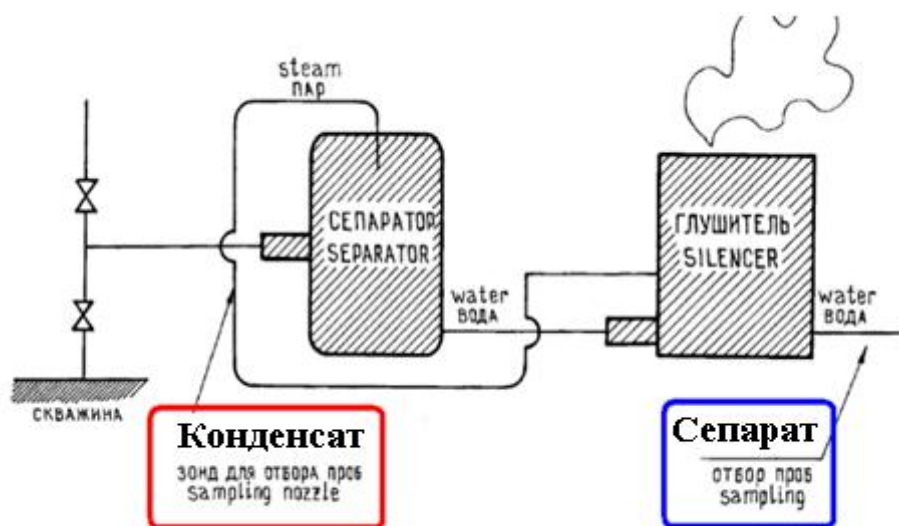 steam
ПАР
СЕПАРАТОР
SEPARATOR
ГЛУШИТЕЛЬ
SILENCER
water
ВОДА
water
ВОДА
СКВАЖИНА
Конденсат
ЗОНД ДЛЯ ОТБОРА ПРОБ
sampling nozzle
Сепарат
ОТБОР ПРОБ
sampling